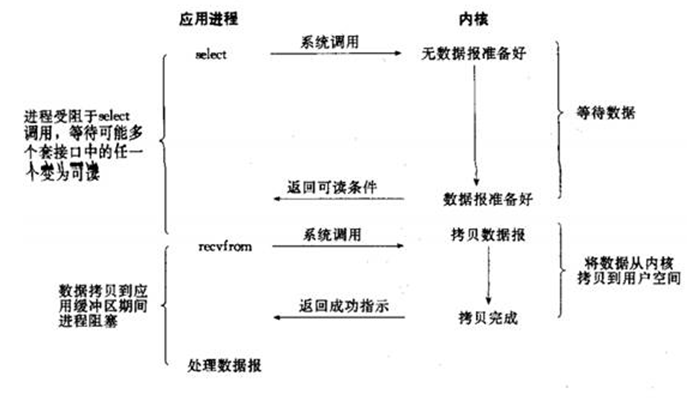 应用进程
内核
select
系统调用
无数据报准备好
进程受阻于select
调用，等待可能多
个套接口中的任一
个变为可读
等待数据
返回可读条件
数据报准备好
recvfrom
系统调用
拷贝数据报
数据拷贝到应
用缓冲区期间
进程阻塞
将数据从内核
拷贝到用户空间
返回成功指示
拷贝完成
处理数据报